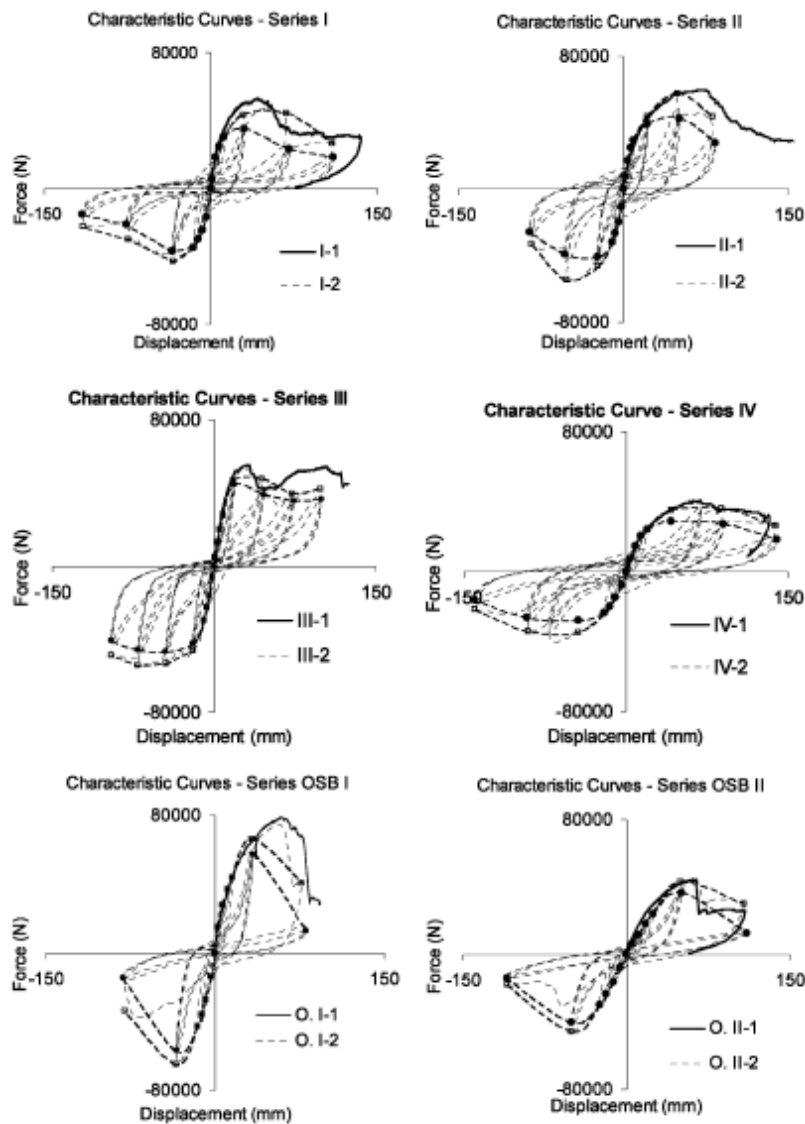 Characteristic Curves - Series I
80000
Force (N)
-150
150
I-1
I-2
-80000
Displacement (mm)
Characteristic Curves - Series II
80000
Force (N)
-150
150
II-1
II-2
-80000
Displacement (mm)
Characteristic Curves - Series III
80000
Force (N)
-150
150
III-1
III-2
-80000
Displacement (mm)
Characteristic Curve - Series IV
80000
Force (N)
-150
150
IV-1
IV-2
-80000
Displacement (mm)
Characteristic Curves - Series OSB I
80000
Force (N)
-150
150
O. I-1
O. I-2
-80000
Displacement (mm)
Characteristic Curves - Series OSB II
80000
Force (N)
-150
150
O. II-1
O. II-2
-80000
Displacement (mm)